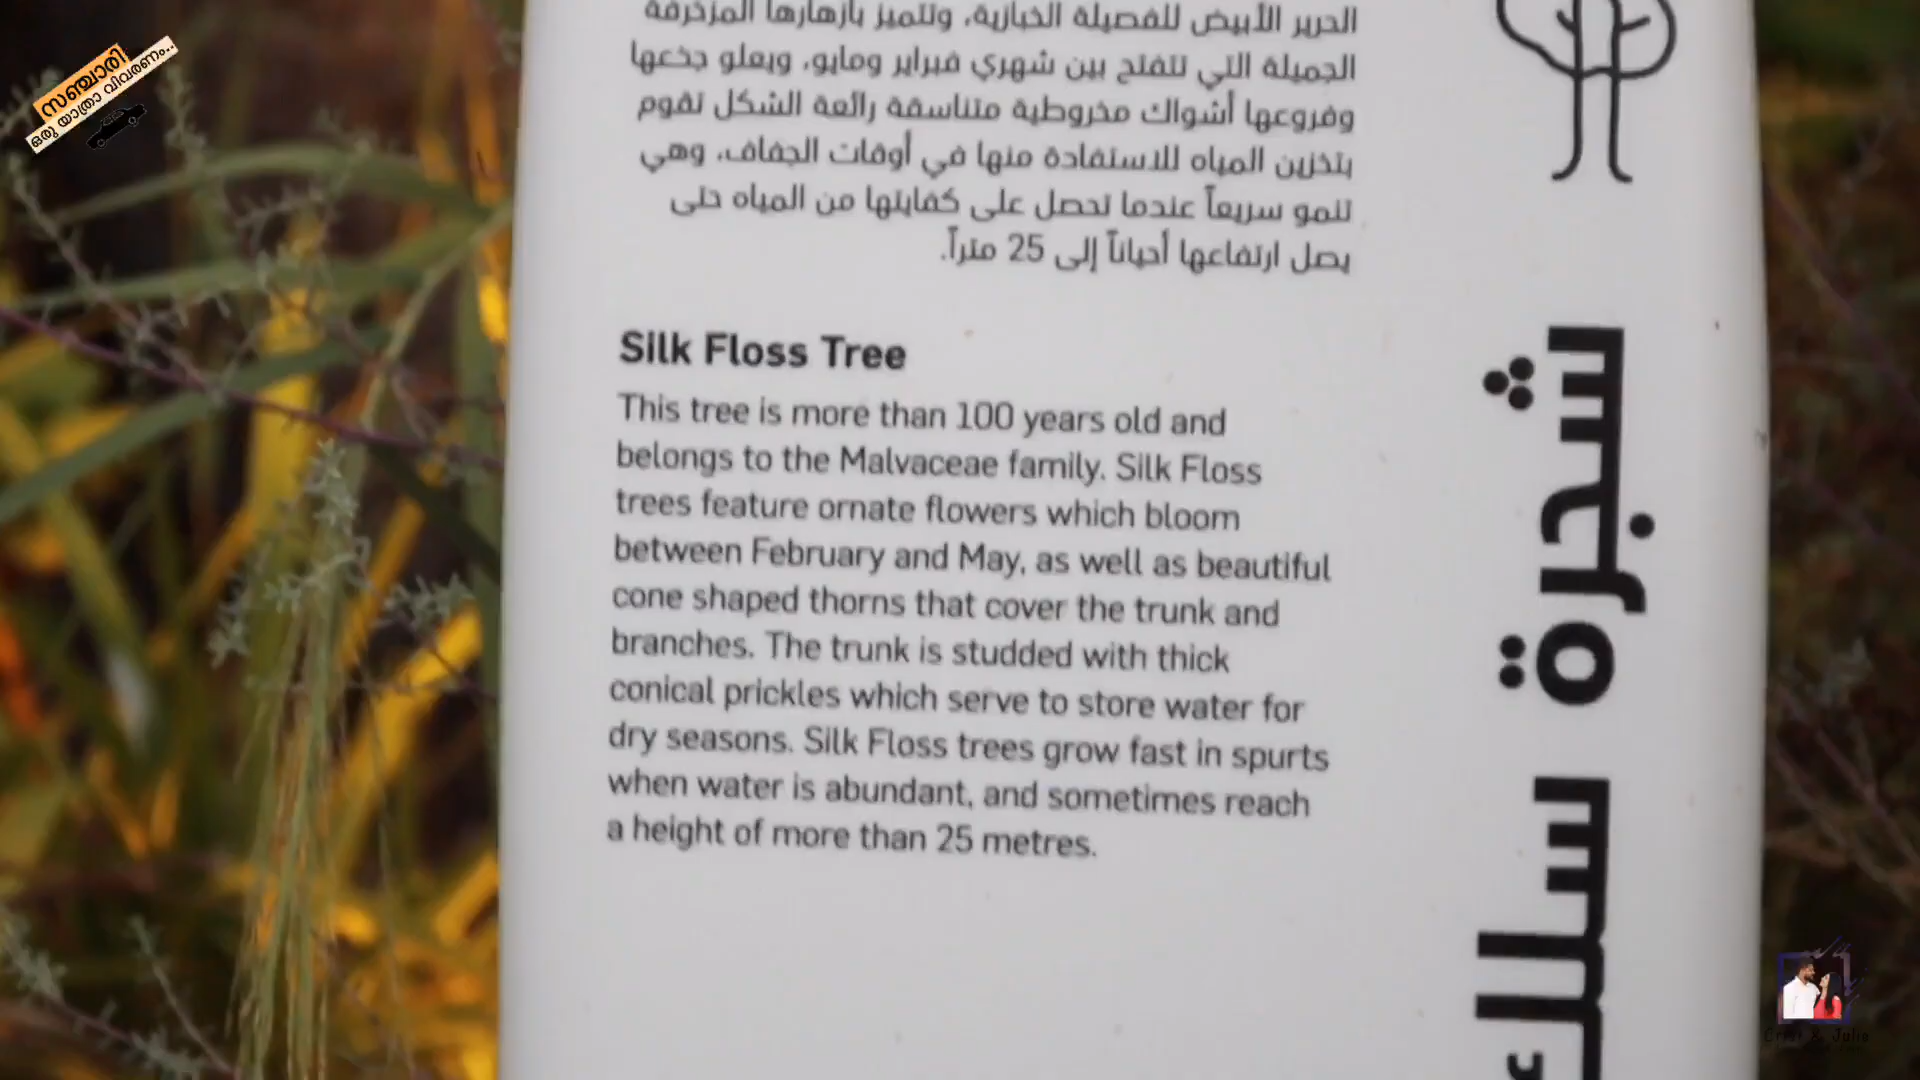 സഞ്ചാരി
ഒരു യാത്രാ വിവരണം..
الحرير الأبيض للفصيلة الخبازية، وتتميز بأزهارها المزخرفة
الجميلة التي تتفتح بين شهري فبراير ومايو، ويعلو جذعها
وفروعها أشواك مخروطية متناسقة رائعة الشكل تقوم
بتخزين المياه للاستفادة منها في أوقات الجفاف، وهي
تنمو سريعاً عندما تحصل على كفايتها من المياه حتى
يصل ارتفاعها أحياناً إلى 25 متراً.
Silk Floss Tree
This tree is more than 100 years old and
belongs to the Malvaceae family. Silk Floss
trees feature ornate flowers which bloom
between February and May, as well as beautiful
cone shaped thorns that cover the trunk and
branches. The trunk is studded with thick
conical prickles which serve to store water for
dry seasons. Silk Floss trees grow fast in spurts
when water is abundant, and sometimes reach
a height of more than 25 metres.
شجرة